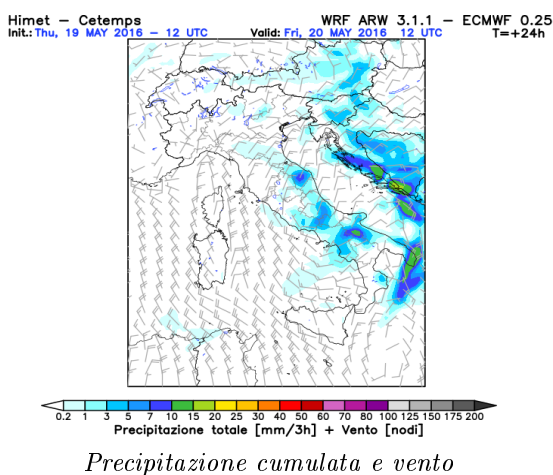 Himet – Cetemps WRF ARW 3.1.1 – ECMWF 0.25
Init.: Thu, 19 MAY 2016 – 12 UTC Valid: Fri, 20 MAY 2016 12 UTC T=+24h
0.2 1 3 5 7 10 15 20 25 30 40 50 60 70 80 100 125 150 175 200
Precipitazione totale [mm/3h] + Vento [nodi]
Precipitazione cumulata e vento